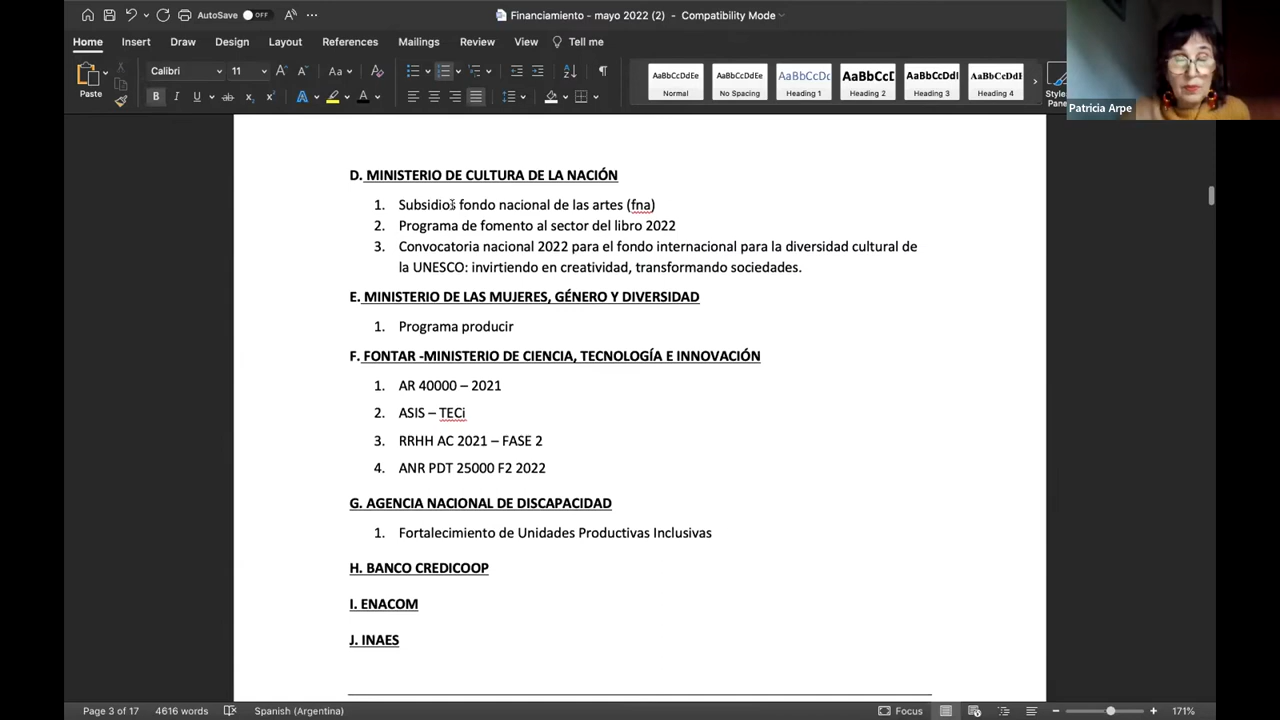 AutoSave OFF Financiamiento - mayo 2022 (2) - Compatibility Mode
Home Insert Draw Design Layout References Mailings Review View Tell me
Paste Calibri 11
AaBbCcDdEe AaBbCcDdEe AaBbCcDc AaBbCcD AaBbCcDdI AaBbCcDdE
Normal No Spacing Heading 1 Heading 2 Heading 3 Heading 4
Patricia Arpe
D. MINISTERIO DE CULTURA DE LA NACIÓN
1. Subsidios fondo nacional de las artes (fna)
2. Programa de fomento al sector del libro 2022
3. Convocatoria nacional 2022 para el fondo internacional para la diversidad cultural de
la UNESCO: invirtiendo en creatividad, transformando sociedades.
E. MINISTERIO DE LAS MUJERES, GÉNERO Y DIVERSIDAD
1. Programa producir
F. FONTAR -MINISTERIO DE CIENCIA, TECNOLOGÍA E INNOVACIÓN
1. AR 40000 – 2021
2. ASIS – TECi
3. RRHH AC 2021 – FASE 2
4. ANR PDT 25000 F2 2022
G. AGENCIA NACIONAL DE DISCAPACIDAD
1. Fortalecimiento de Unidades Productivas Inclusivas
H. BANCO CREDICOOP
I. ENACOM
J. INAES
Page 3 of 17 4616 words Spanish (Argentina) Focus 171%